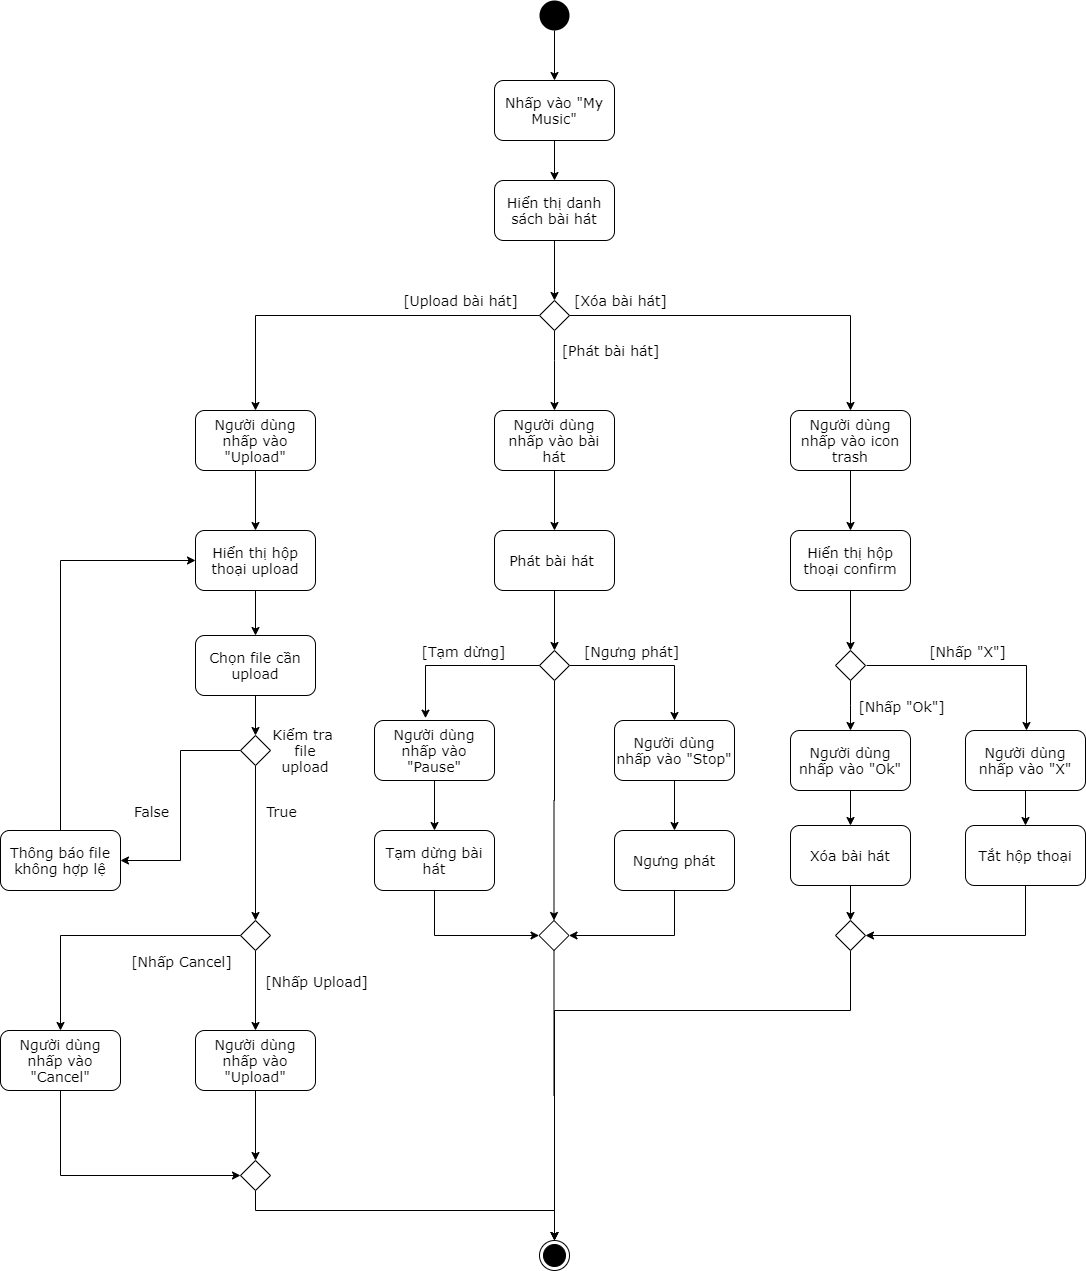 Nhấp vào "My
Music"
Hiển thị danh
sách bài hát
[Upload bài hát]
[Xóa bài hát]
[Phát bài hát]
Người dùng
nhấp vào
"Upload"
Người dùng
nhấp vào bài
hát
Người dùng
nhấp vào icon
trash
Hiển thị hộp
thoại upload
Phát bài hát
Hiển thị hộp
thoại confirm
Chọn file cần
upload
[Tạm dừng]
[Ngưng phát]
[Nhấp "X"]
[Nhấp "Ok"]
Kiểm tra
file
upload
Người dùng
nhấp vào
"Pause"
Người dùng
nhấp vào "Stop"
Người dùng
nhấp vào "Ok"
Người dùng
nhấp vào "X"
False
True
Thông báo file
không hợp lệ
Tạm dừng bài
hát
Ngưng phát
Xóa bài hát
Tắt hộp thoại
[Nhấp Cancel]
[Nhấp Upload]
Người dùng
nhấp vào
"Cancel"
Người dùng
nhấp vào
"Upload"